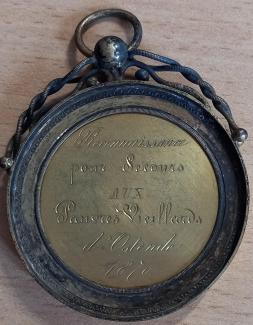 Reconnaissance
pour Secours
AUX
Pauvres Vieillards
d'Ostende